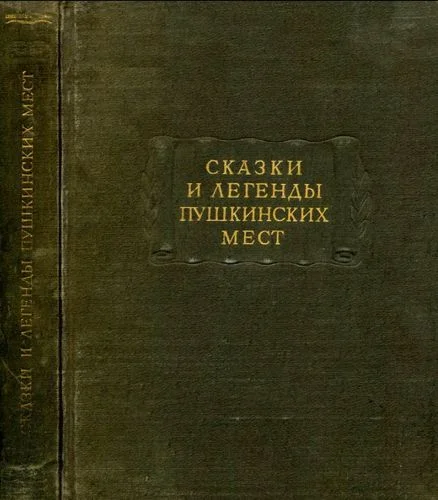 СКАЗКИ И ЛЕГЕНДЫ ПУШКИНСКИХ МЕСТ
СКАЗКИ
И ЛЕГЕНДЫ
ПУШКИНСКИХ
МЕСТ